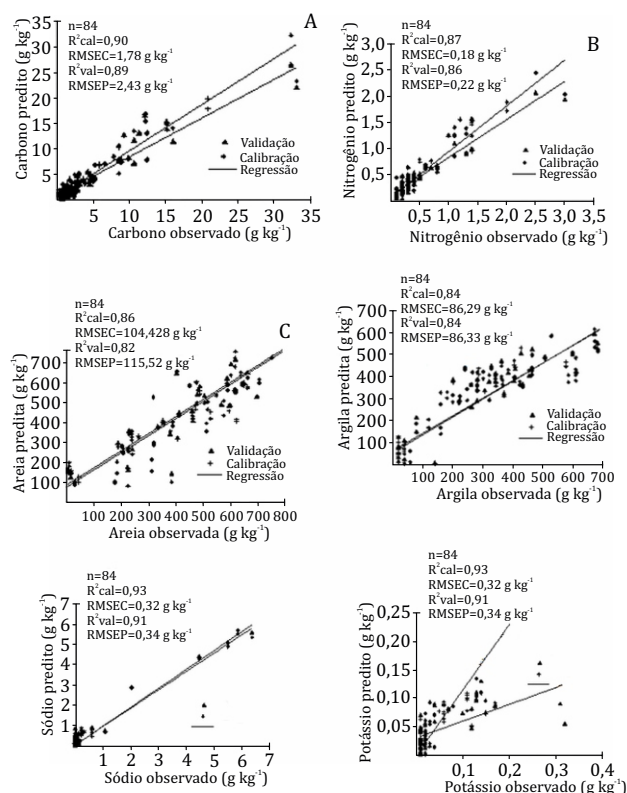 n=84
R²cal=0,90
RMSEC=1,78 g kg⁻¹
R²val=0,89
RMSEP=2,43 g kg⁻¹
A
Carbono predito (g kg⁻¹)
35
30
25
20
15
10
5
Validação
Calibração
Regressão
5 10 15 20 25 30 35
Carbono observado (g kg⁻¹)
n=84
R²cal=0,87
RMSEC=0,18 g kg⁻¹
R²val=0,86
RMSEP=0,22 g kg⁻¹
B
Nitrogênio predito (g kg⁻¹)
3,0
2,5
2,0
1,5
1,0
0,5
Validação
Calibração
Regressão
0,5 1,0 1,5 2,0 2,5 3,0 3,5
Nitrogênio observado (g kg⁻¹)
n=84
R²cal=0,86
RMSEC=104,428 g kg⁻¹
R²val=0,82
RMSEP=115,52 g kg⁻¹
C
Areia predita (g kg⁻¹)
700
600
500
400
300
200
100
Validação
Calibração
Regressão
100 200 300 400 500 600 700 800
Areia observada (g kg⁻¹)
n=84
R²cal=0,84
RMSEC=86,29 g kg⁻¹
R²val=0,84
RMSEP=86,33 g kg⁻¹
Argila predita (g kg⁻¹)
700
600
500
400
300
200
100
Validação
Calibração
Regressão
100 200 300 400 500 600 700
Argila observada (g kg⁻¹)
n=84
R²cal=0,93
RMSEC=0,32 g kg⁻¹
R²val=0,91
RMSEP=0,34 g kg⁻¹
Sódio predito (g kg⁻¹)
7
6
5
4
3
2
1
1 2 3 4 5 6 7
Sódio observado (g kg⁻¹)
n=84
R²cal=0,93
RMSEC=0,32 g kg⁻¹
R²val=0,91
RMSEP=0,34 g kg⁻¹
Potássio predito (g kg⁻¹)
0,25
0,20
0,15
0,10
0,05
0,1 0,2 0,3 0,4
Potássio observado (g kg⁻¹)